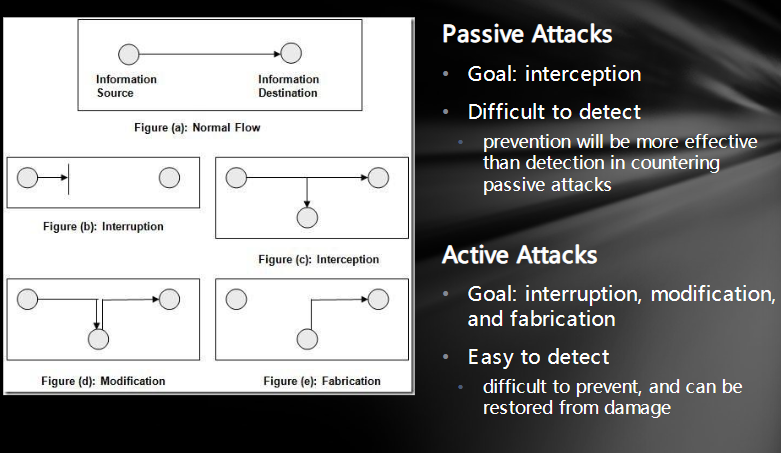 Information
Source
Information
Destination
Figure (a): Normal Flow
Figure (b): Interruption
Figure (c): Interception
Figure (d): Modification
Figure (e): Fabrication
Passive Attacks
• Goal: interception
• Difficult to detect
• prevention will be more effective
than detection in countering
passive attacks
Active Attacks
• Goal: interruption, modification,
and fabrication
• Easy to detect
• difficult to prevent, and can be
restored from damage